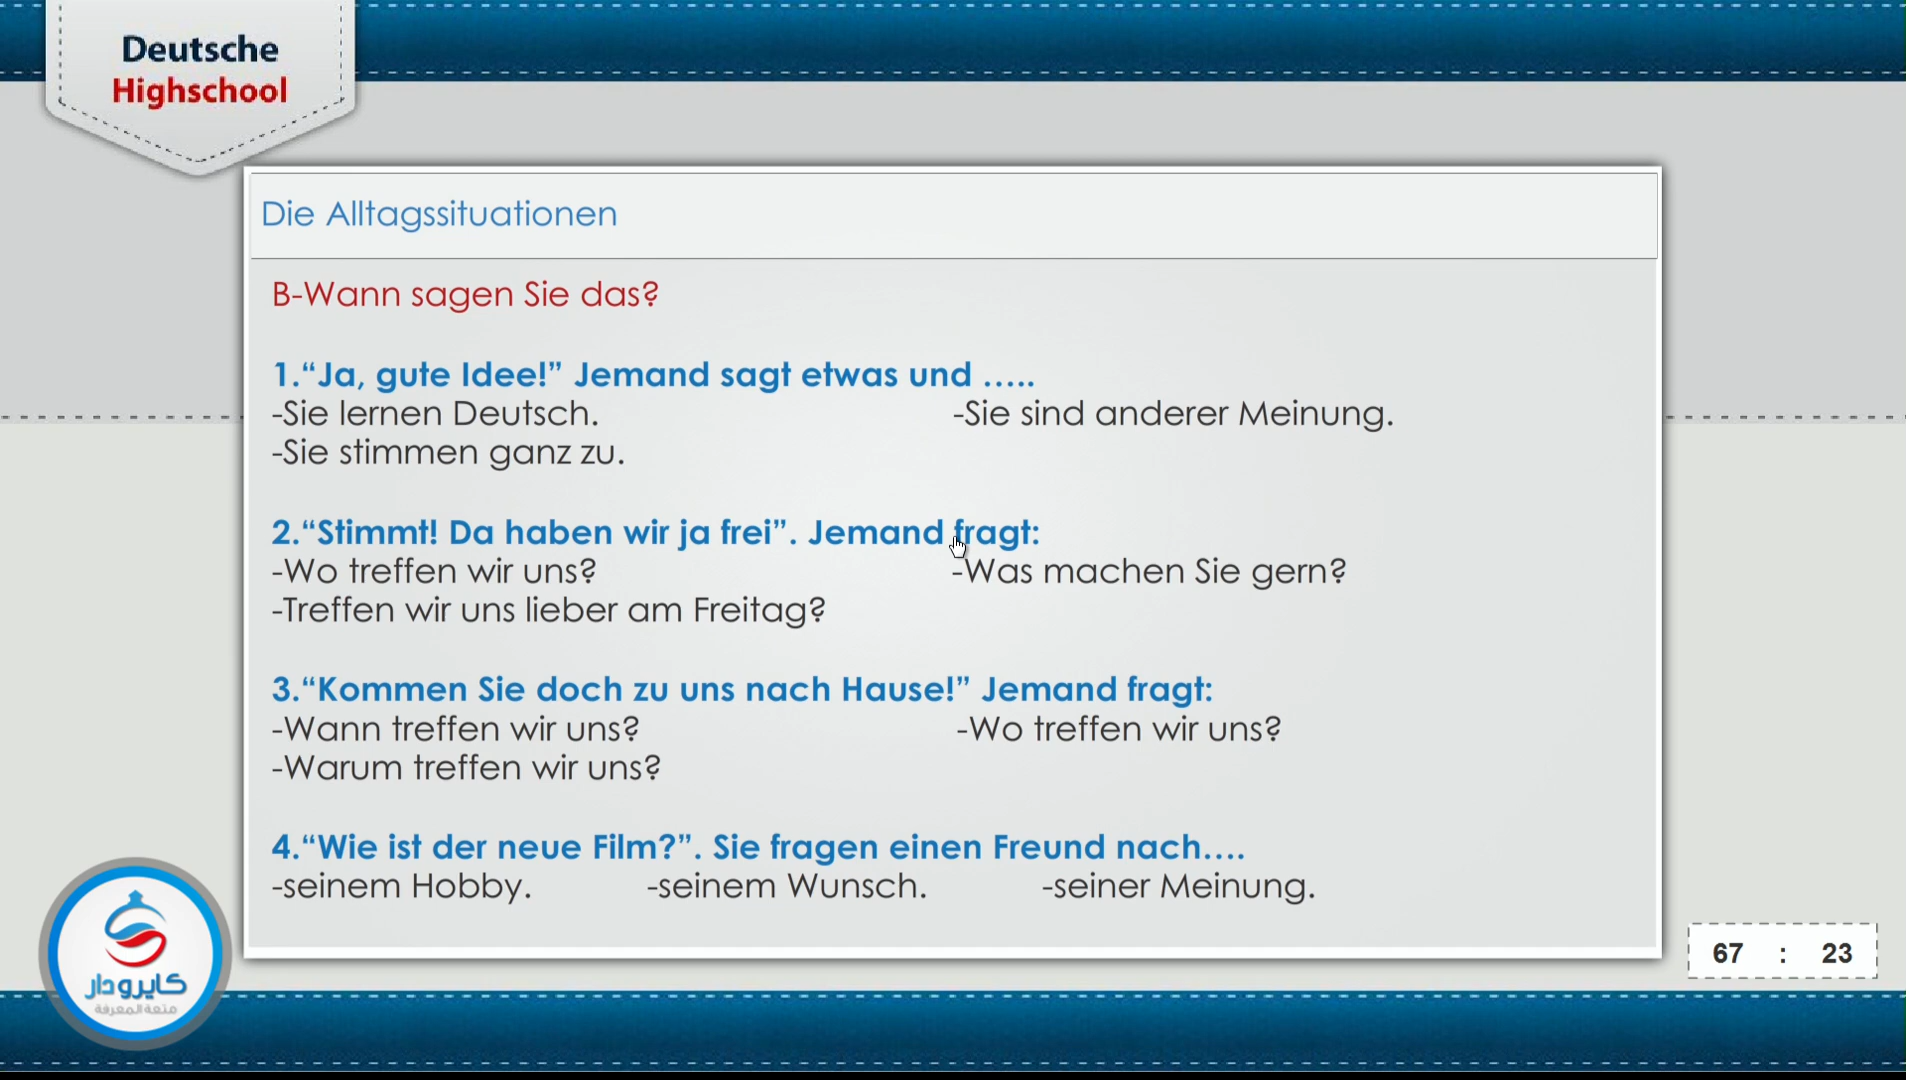 Deutsche
Highschool
Die Alltagssituationen
B-Wann sagen Sie das?
1.“Ja, gute Idee!” Jemand sagt etwas und …..
-Sie lernen Deutsch. -Sie sind anderer Meinung.
-Sie stimmen ganz zu.
2.“Stimmt! Da haben wir ja frei”. Jemand fragt:
-Wo treffen wir uns? -Was machen Sie gern?
-Treffen wir uns lieber am Freitag?
3.“Kommen Sie doch zu uns nach Hause!” Jemand fragt:
-Wann treffen wir uns? -Wo treffen wir uns?
-Warum treffen wir uns?
4.“Wie ist der neue Film?”. Sie fragen einen Freund nach….
-seinem Hobby. -seinem Wunsch. -seiner Meinung.
كايرودار
متعة المعرفة
67 : 23